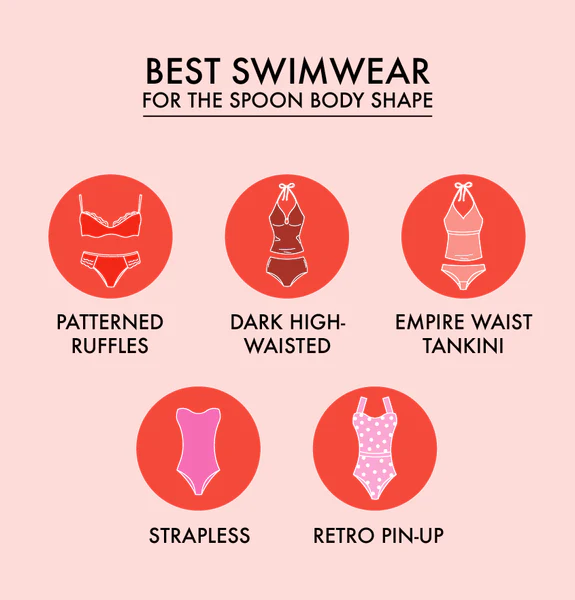 BEST SWIMWEAR
FOR THE SPOON BODY SHAPE
PATTERNED
RUFFLES
DARK HIGH-
WAISTED
EMPIRE WAIST
TANKINI
STRAPLESS
RETRO PIN-UP